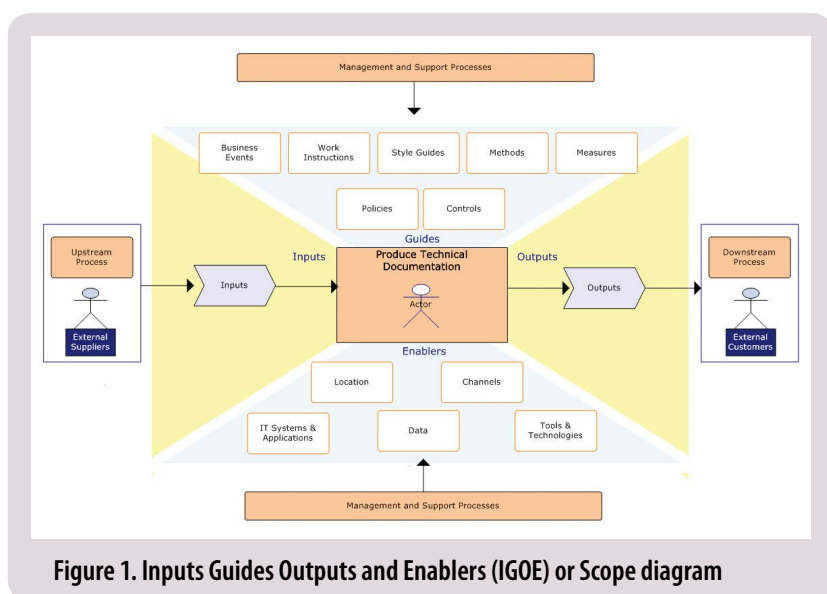 Management and Support Processes
Business
Events
Work
Instructions
Style Guides
Methods
Measures
Policies
Controls
Guides
Upstream
Process
External
Suppliers
Inputs
Inputs
Produce Technical
Documentation
Actor
Outputs
Outputs
Downstream
Process
External
Customers
Enablers
Location
Channels
IT Systems &
Applications
Data
Tools &
Technologies
Management and Support Processes
Figure 1. Inputs Guides Outputs and Enablers (IGOE) or Scope diagram